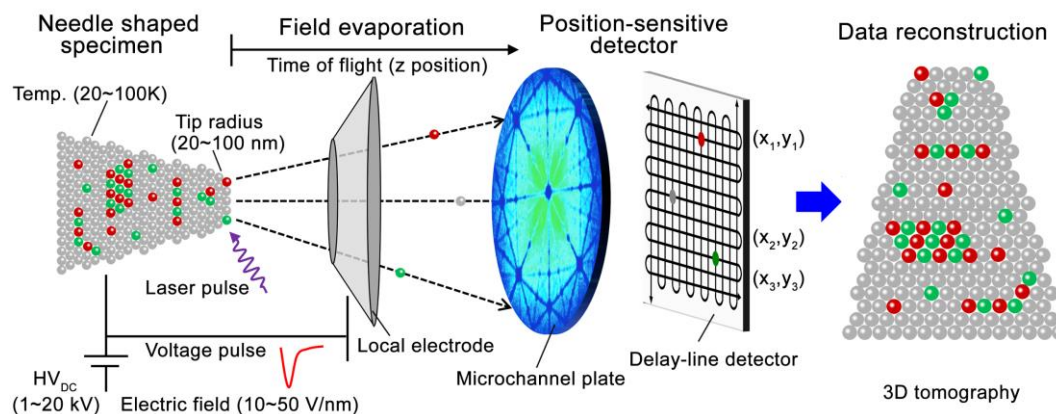 Needle shaped
specimen
Field evaporation
Position-sensitive
detector
Data reconstruction
Time of flight (z position)
Temp. (20~100K)
Tip radius
(20~100 nm)
(x₁,y₁)
(x₂,y₂)
(x₃,y₃)
Laser pulse
Voltage pulse
Local electrode
Microchannel plate
Delay-line detector
HV_DC
(1~20 kV)
Electric field (10~50 V/nm)
3D tomography